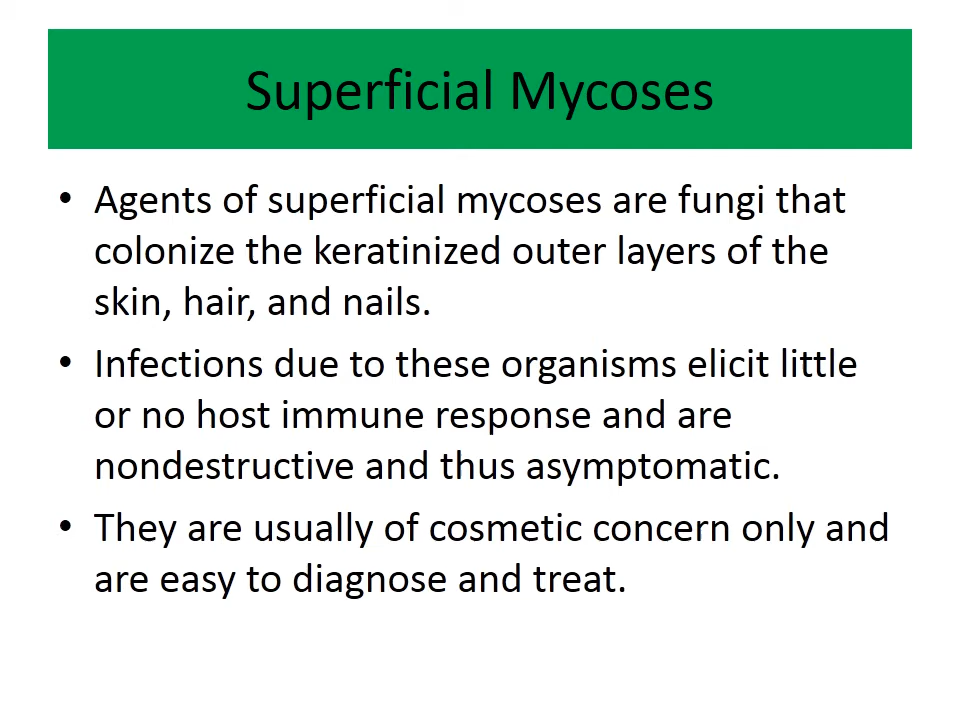 Superficial Mycoses
• Agents of superficial mycoses are fungi that
colonize the keratinized outer layers of the
skin, hair, and nails.
• Infections due to these organisms elicit little
or no host immune response and are
nondestructive and thus asymptomatic.
• They are usually of cosmetic concern only and
are easy to diagnose and treat.